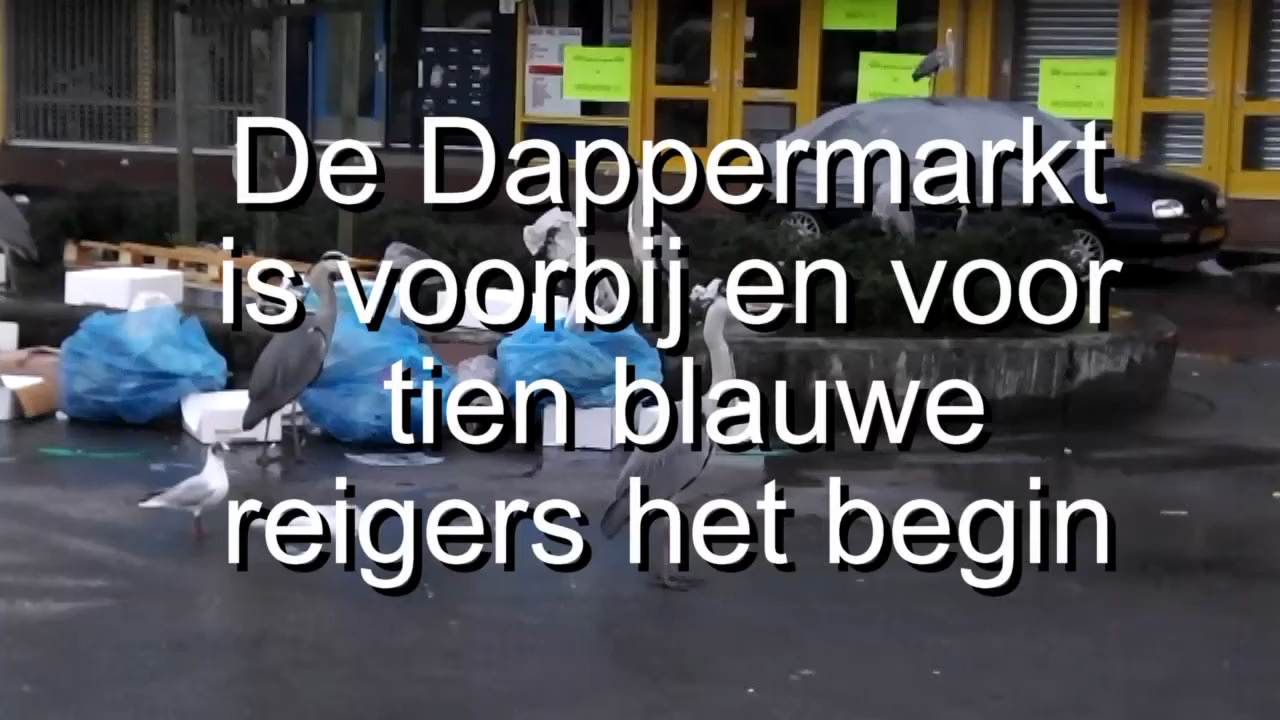 De Dappermarkt
is voorbij en voor
tien blauwe
reigers het begin